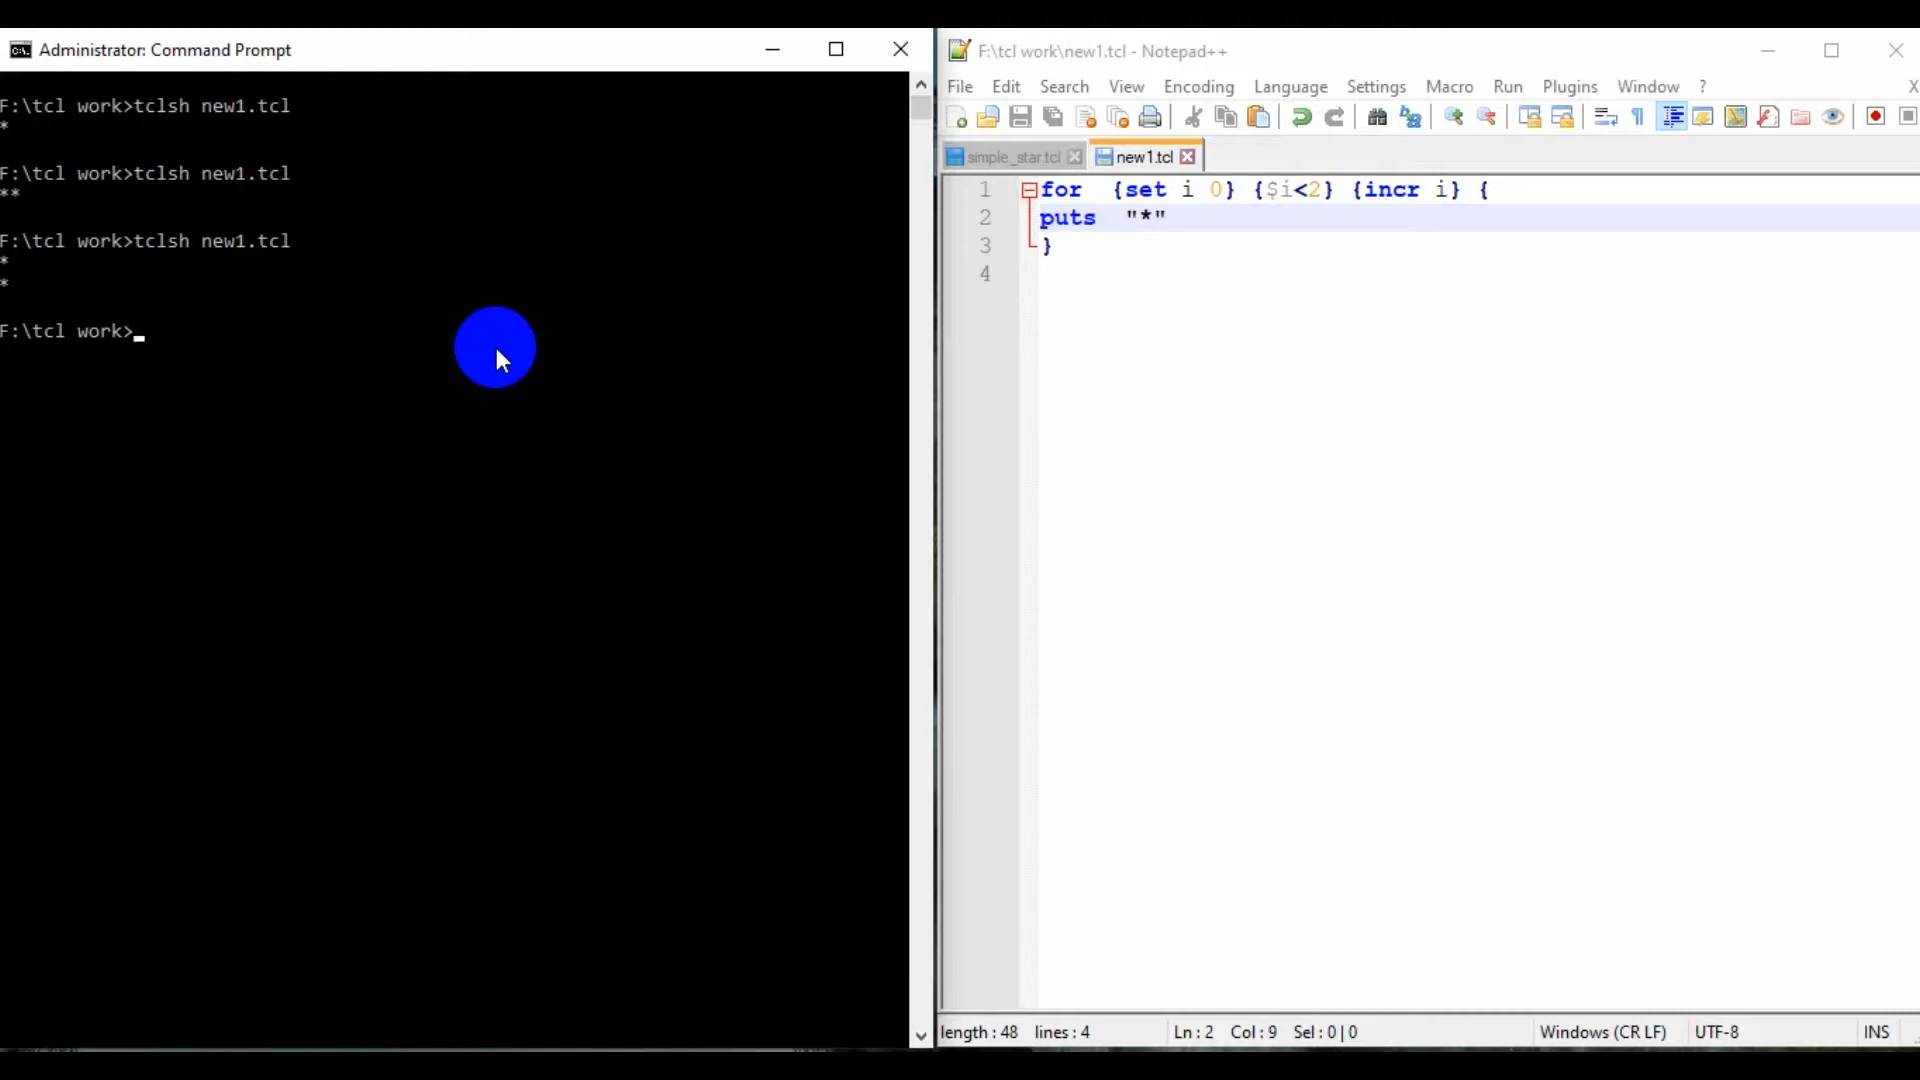 Administrator: Command Prompt
F:\tcl work>tclsh new1.tcl
*
F:\tcl work>tclsh new1.tcl
**
F:\tcl work>tclsh new1.tcl
*
*
F:\tcl work>
F:\tcl work\new1.tcl - Notepad++
File Edit Search View Encoding Language Settings Macro Run Plugins Window ? X
simple_star.tcl new1.tcl
1 for {set i 0} {$i<2} {incr i} {
2 puts "*"
3 }
4
length : 48 lines : 4 Ln : 2 Col : 9 Sel : 0 | 0 Windows (CR LF) UTF-8 INS